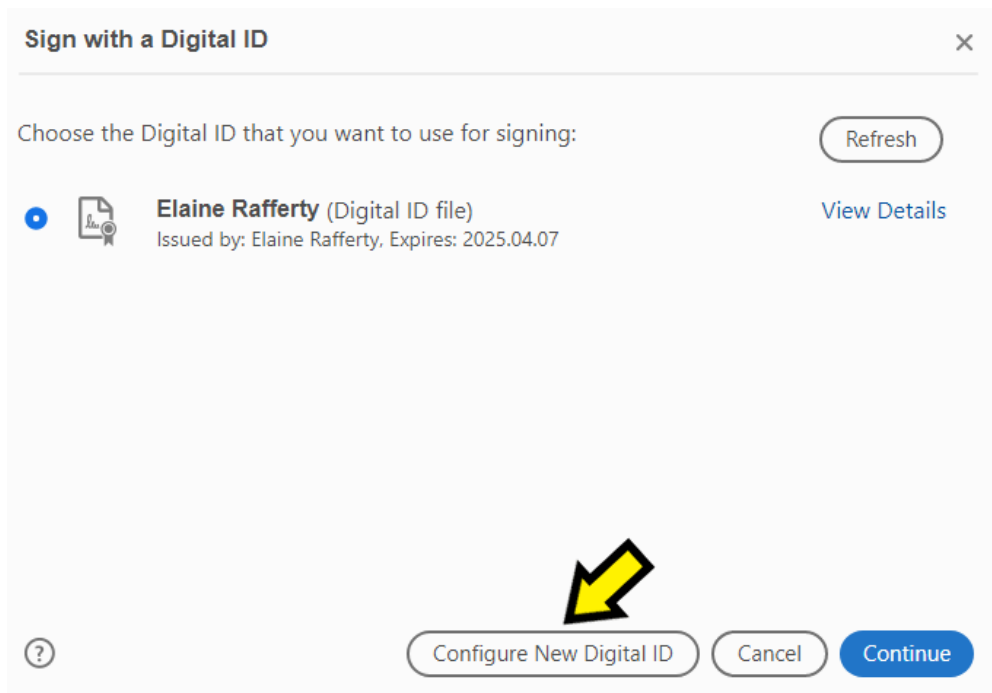 Sign with a Digital ID
Choose the Digital ID that you want to use for signing:
Refresh
Elaine Rafferty (Digital ID file)
View Details
Issued by: Elaine Rafferty, Expires: 2025.04.07
?
Configure New Digital ID
Cancel
Continue